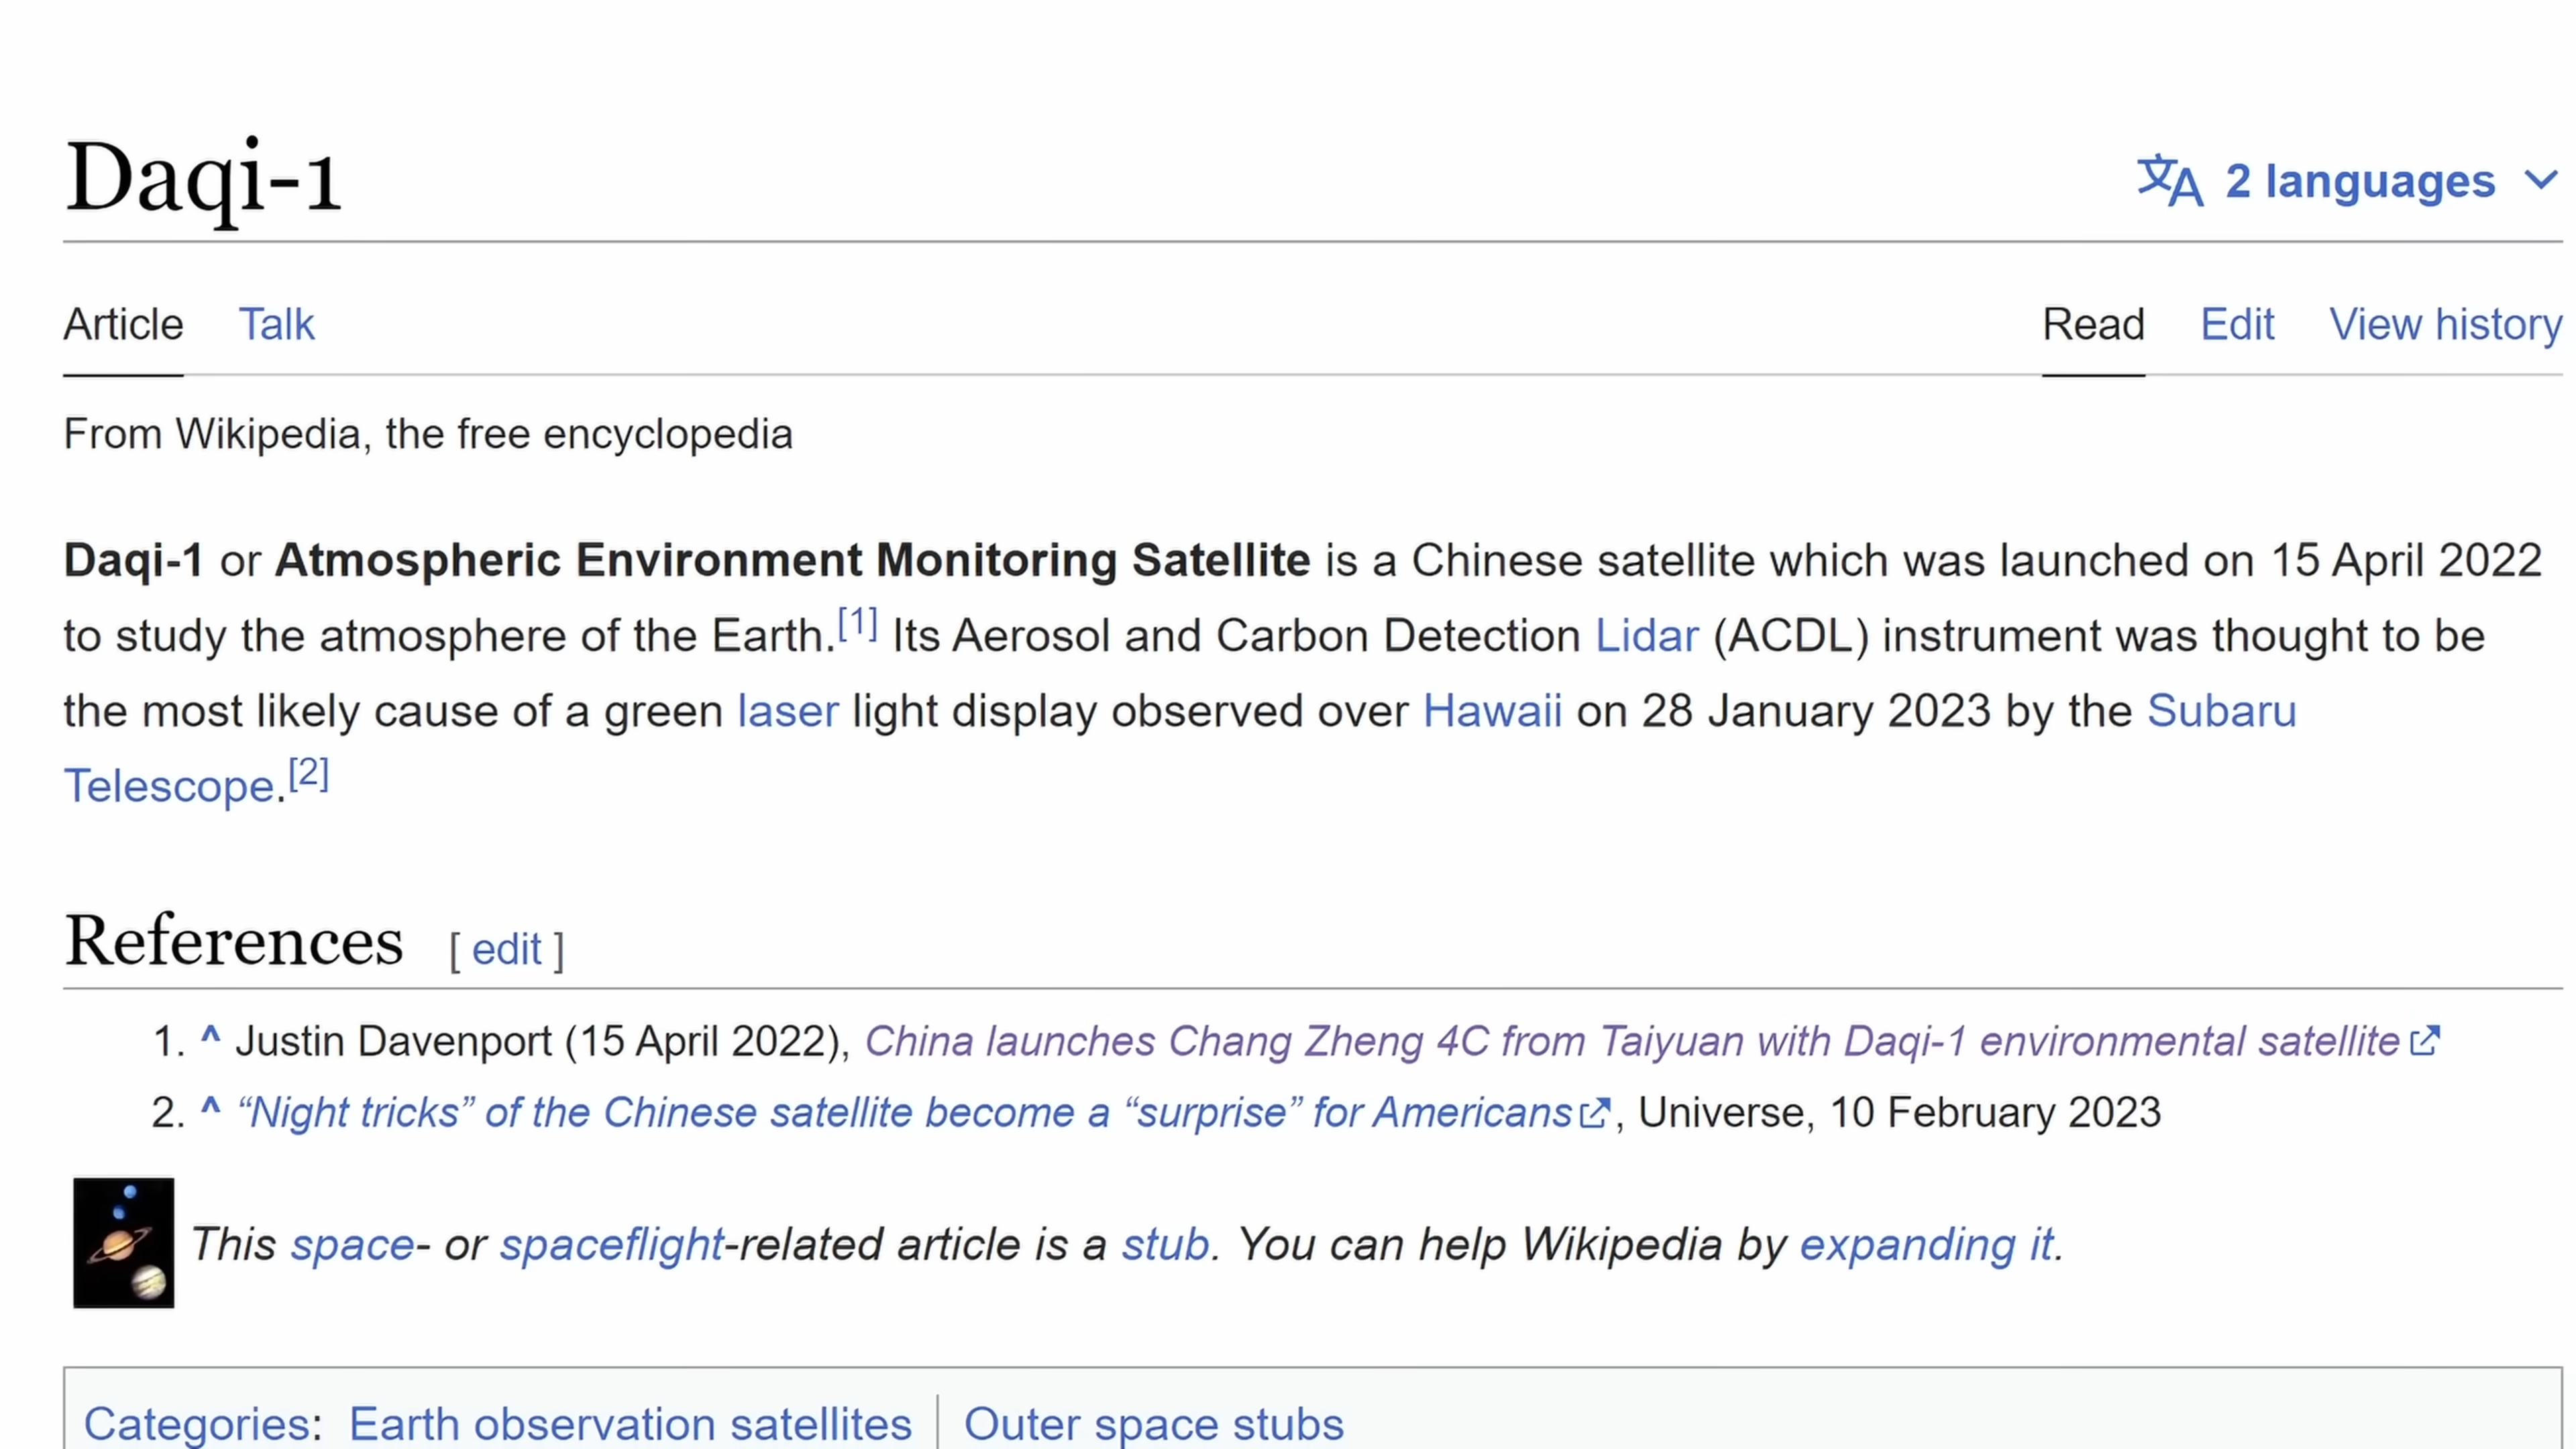 Daqi-1
文A 2 languages
Article Talk Read Edit View history
From Wikipedia, the free encyclopedia
Daqi-1 or Atmospheric Environment Monitoring Satellite is a Chinese satellite which was launched on 15 April 2022
to study the atmosphere of the Earth.[1] Its Aerosol and Carbon Detection Lidar (ACDL) instrument was thought to be
the most likely cause of a green laser light display observed over Hawaii on 28 January 2023 by the Subaru
Telescope.[2]
References [ edit ]
1. ^ Justin Davenport (15 April 2022), China launches Chang Zheng 4C from Taiyuan with Daqi-1 environmental satellite
2. ^ “Night tricks” of the Chinese satellite become a “surprise” for Americans, Universe, 10 February 2023
This space- or spaceflight-related article is a stub. You can help Wikipedia by expanding it.
Categories: Earth observation satellites | Outer space stubs